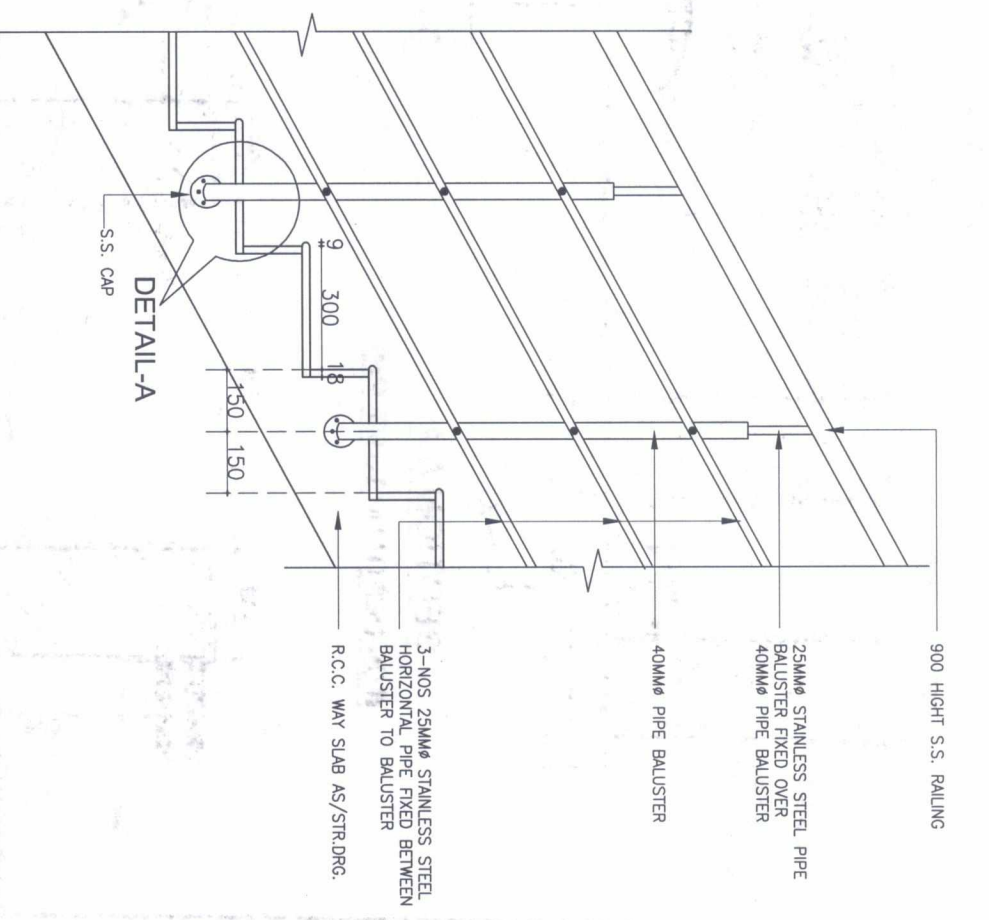 900 HIGHT S.S. RAILING
25MMØ STAINLESS STEEL PIPE
BALUSTER FIXED OVER
40MMØ PIPE BALUSTER
40MMØ PIPE BALUSTER
3-NOS 25MMØ STAINLESS STEEL
HORIZONTAL PIPE FIXED BETWEEN
BALUSTER TO BALUSTER
R.C.C. WAY SLAB AS/STR.DRG.
9
300
18
150
150
DETAIL-A
S.S. CAP